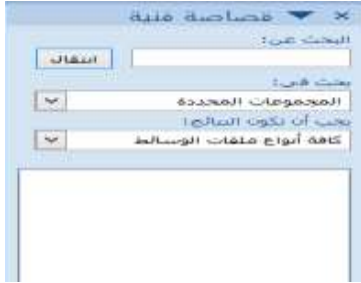 قصاصة فنية
البحث عن:
انتقال
بحث في:
المجموعات المحددة
يجب أن تكون النتائج:
كافة أنواع ملفات الوسائط